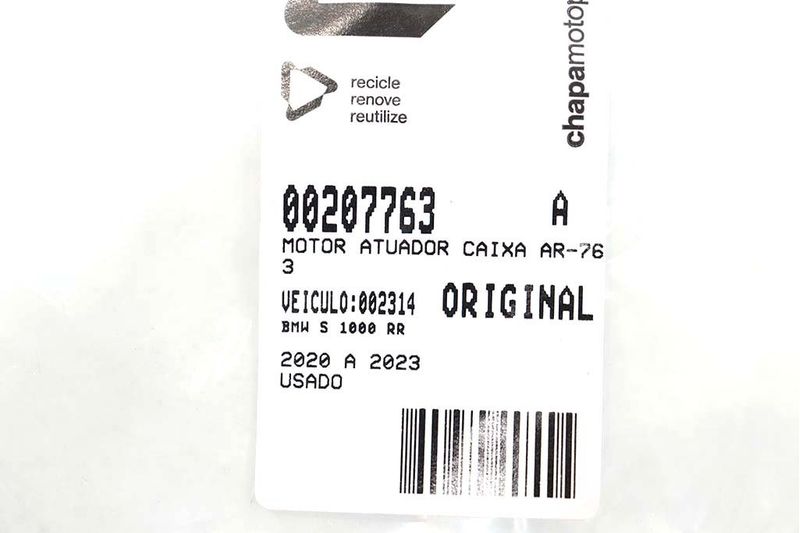 recicle
renove
reutilize
chapamotop
00207763 A
MOTOR ATUADOR CAIXA AR-76
3
VEICULO:002314 ORIGINAL
BMW S 1000 RR
2020 A 2023
USADO